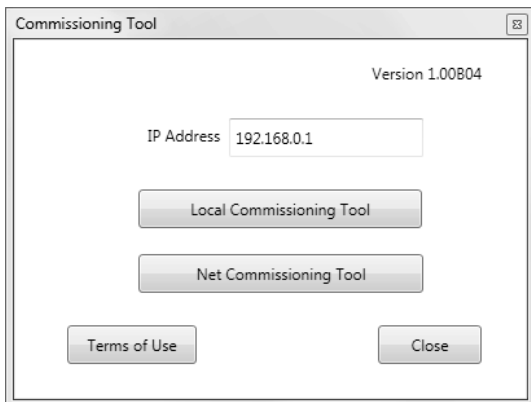 Commissioning Tool
Version 1.00B04
IP Address 192.168.0.1
Local Commissioning Tool
Net Commissioning Tool
Terms of Use Close